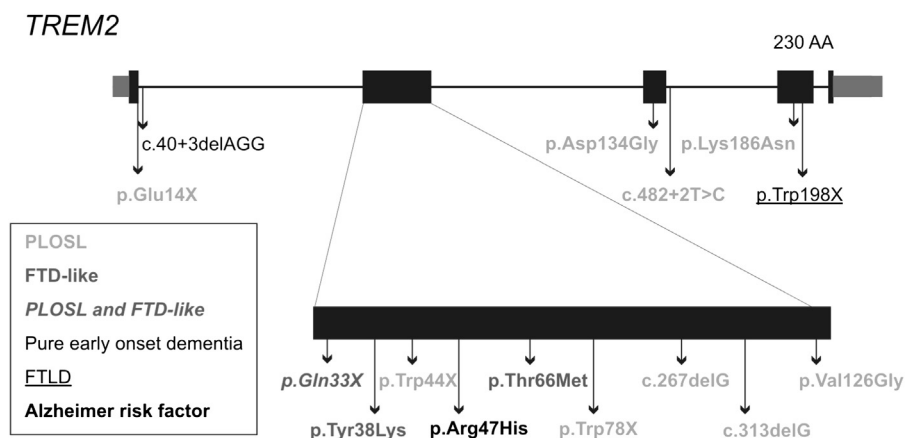 TREM2
230 AA
c.40+3delAGG
p.Asp134Gly
p.Lys186Asn
p.Glu14X
c.482+2T>C
p.Trp198X
PLOSL
FTD-like
PLOSL and FTD-like
Pure early onset dementia
FTLD
Alzheimer risk factor
p.Gln33X
p.Trp44X
p.Thr66Met
c.267delG
p.Val126Gly
p.Tyr38Lys
p.Arg47His
p.Trp78X
c.313delG